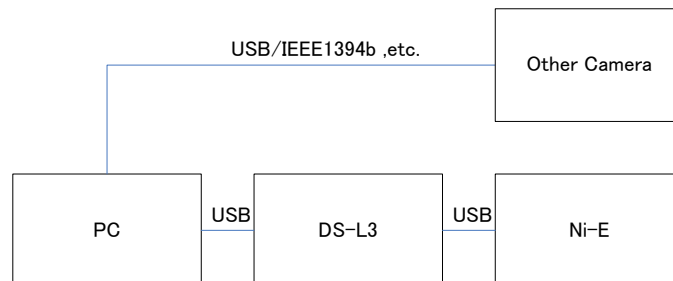 USB/IEEE1394b ,etc.
Other Camera
PC
USB
DS-L3
USB
Ni-E